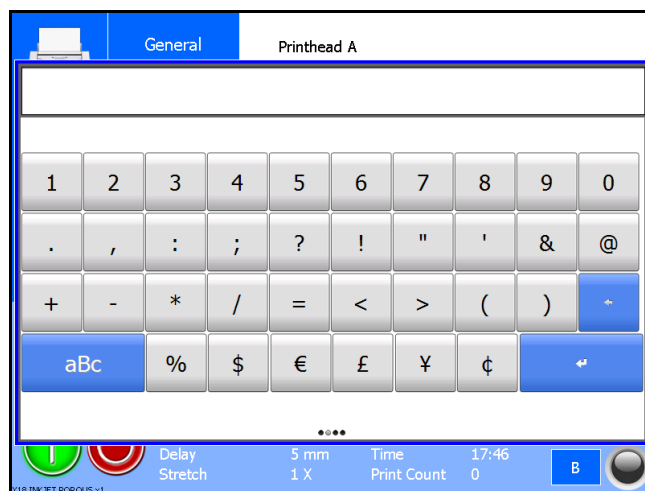 General
Printhead A
1 2 3 4 5 6 7 8 9 0
. , : ; ? ! " ' & @
+ - * / = < > ( )
aBc % $ € £ ¥ ¢
Delay 5 mm Time 17:46
Stretch 1 X Print Count 0
B
X18 INKJET POROUS v1